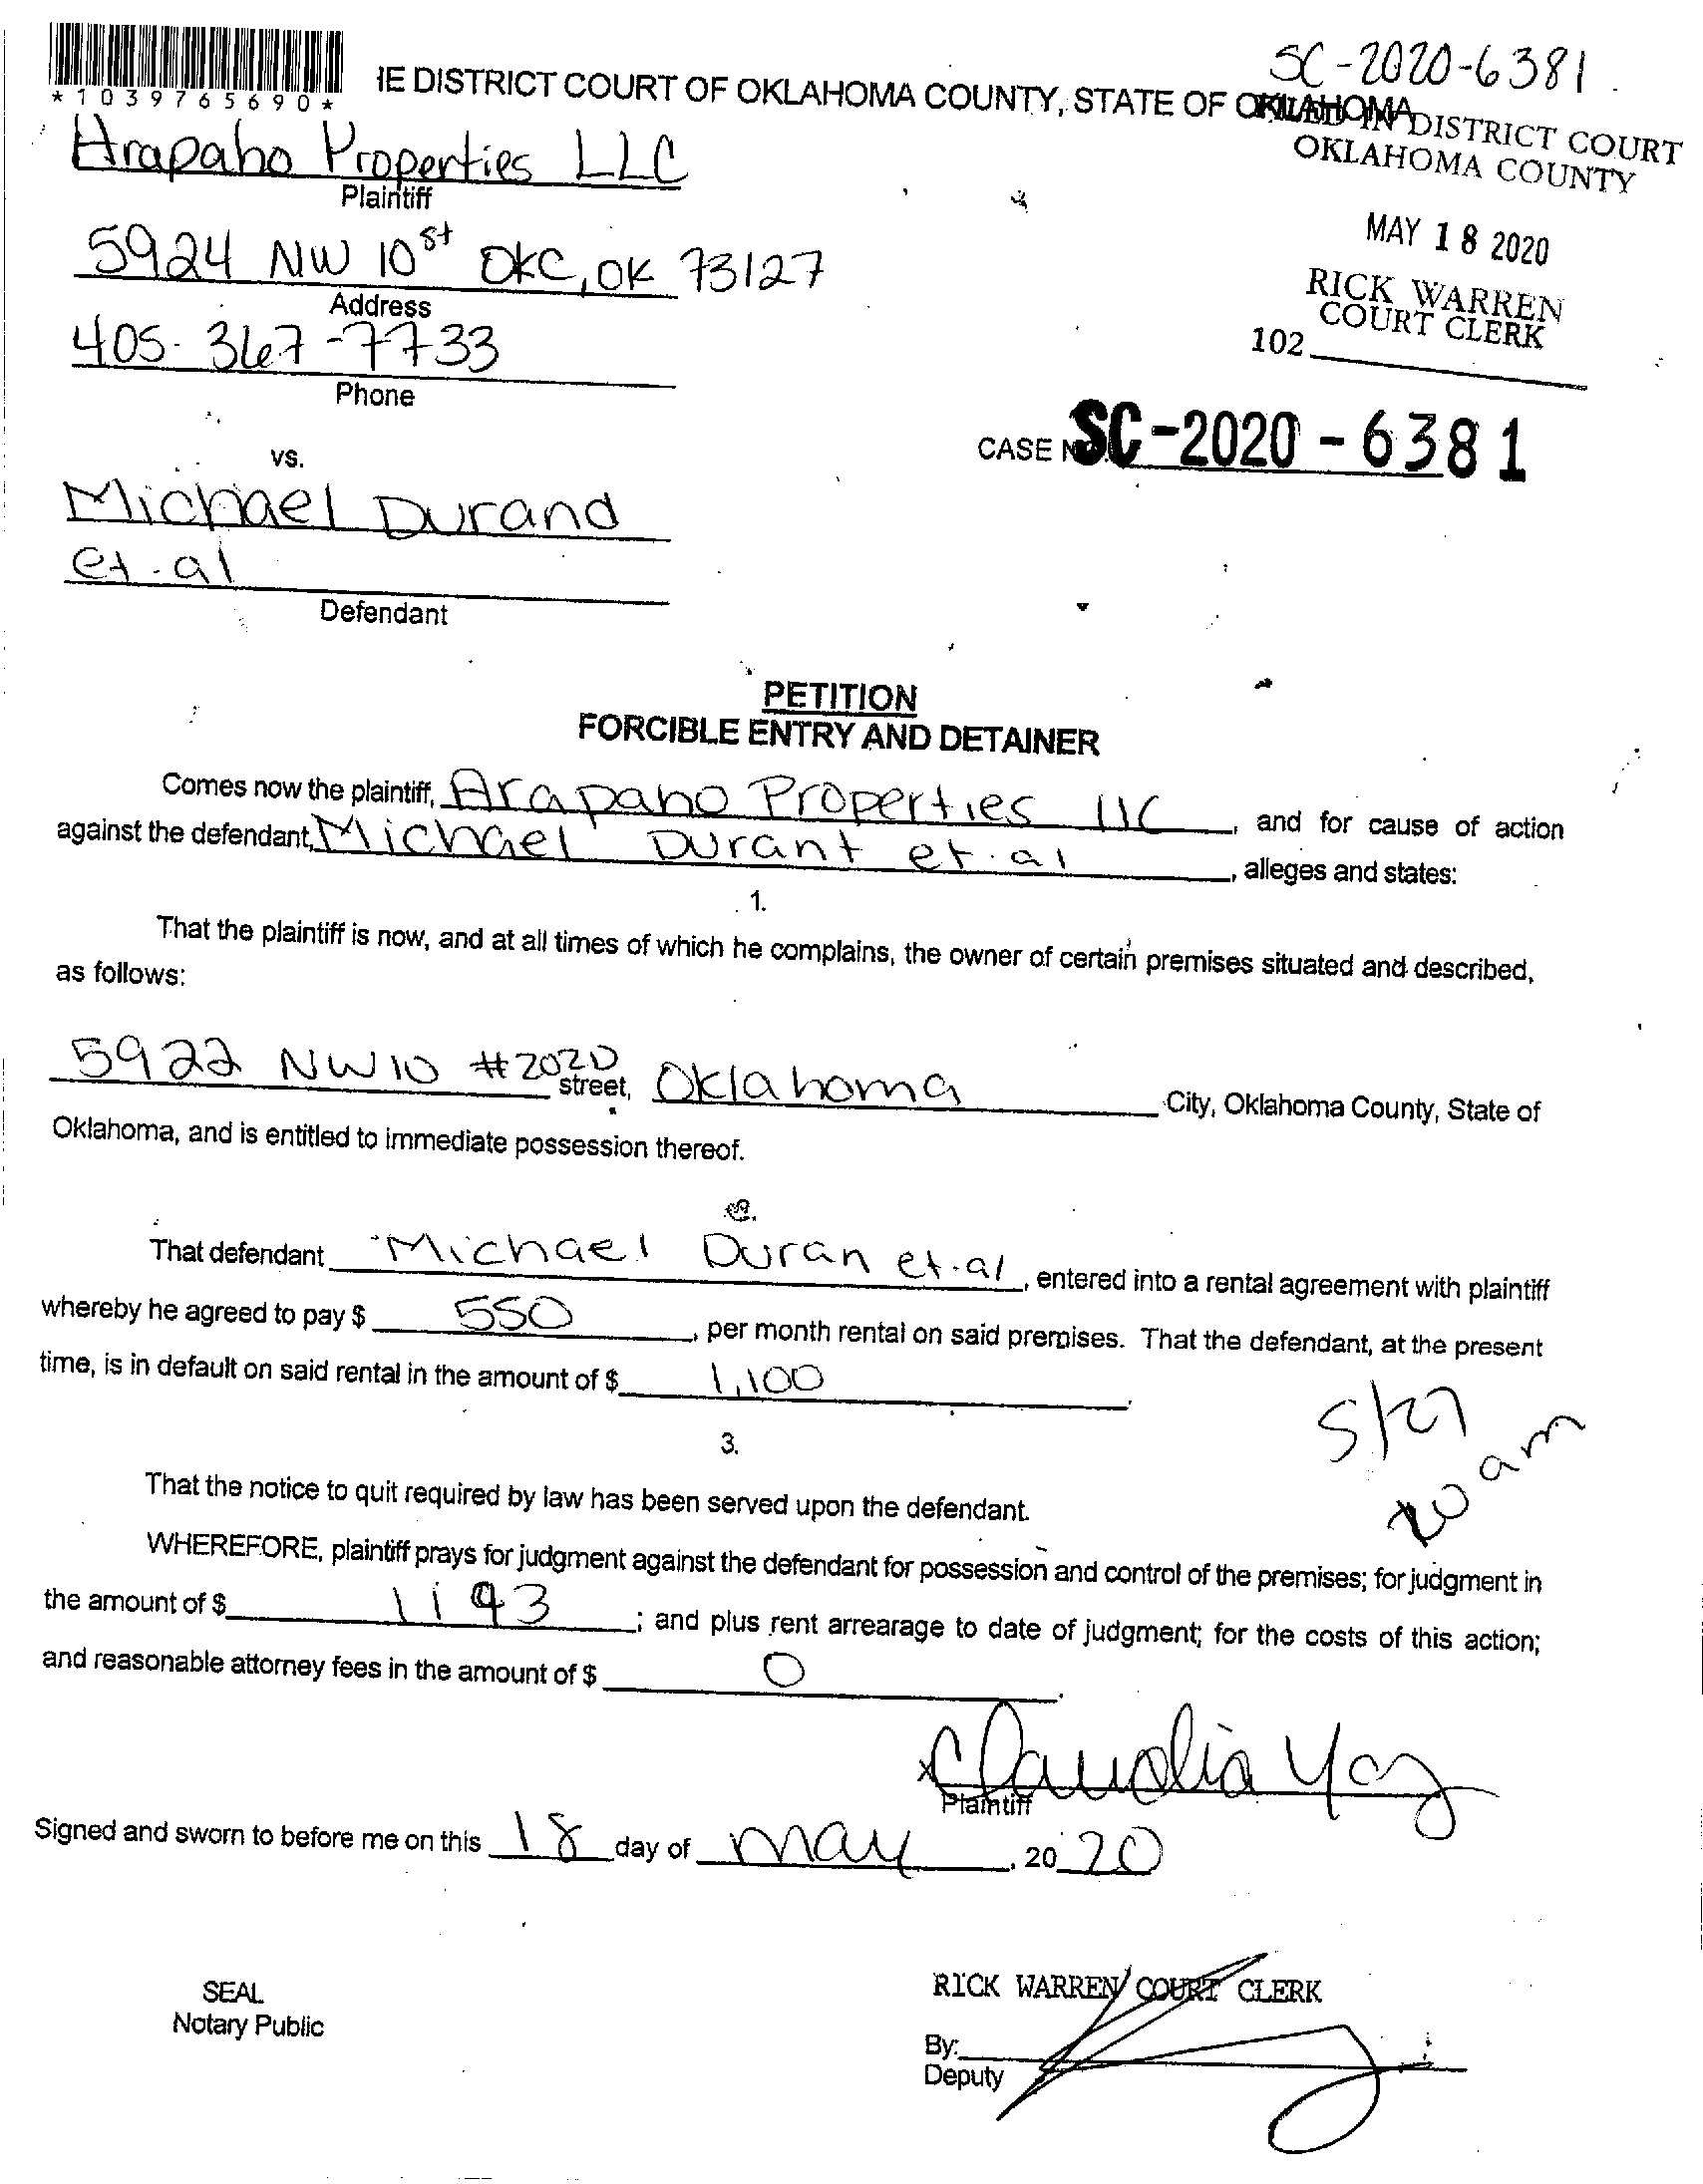 SC-2020-6381
*1039765690*
IE DISTRICT COURT OF OKLAHOMA COUNTY, STATE OF OKLAHOMA
FILED IN DISTRICT COURT
OKLAHOMA COUNTY
Arapaho Properties LLC
Plaintiff
MAY 18 2020
5924 NW 10 st OKC, OK 73127
Address
RICK WARREN
COURT CLERK
405-367-7733
102
Phone
CASE NO. SC-2020-6381
vs.
Michael Durand
et.al
Defendant
PETITION
FORCIBLE ENTRY AND DETAINER
Comes now the plaintiff, Arapaho Properties LLC, and for cause of action
against the defendant, Michael Durant et.al, alleges and states:
1.
That the plaintiff is now, and at all times of which he complains, the owner of certain premises situated and described,
as follows:
5922 NW 10 #202D street, Oklahoma City, Oklahoma County, State of
Oklahoma, and is entitled to immediate possession thereof.
That defendant Michael Duran et.al, entered into a rental agreement with plaintiff
whereby he agreed to pay $ 550, per month rental on said premises. That the defendant, at the present
time, is in default on said rental in the amount of $ 1,100.
5/27
10 am
3.
That the notice to quit required by law has been served upon the defendant.
WHEREFORE, plaintiff prays for judgment against the defendant for possession and control of the premises; for judgment in
the amount of $ 1193; and plus rent arrearage to date of judgment; for the costs of this action;
and reasonable attorney fees in the amount of $ 0.
x Claudia
Plaintiff
Signed and sworn to before me on this 18 day of May, 20 20
SEAL
Notary Public
RICK WARREN COURT CLERK
By:
Deputy